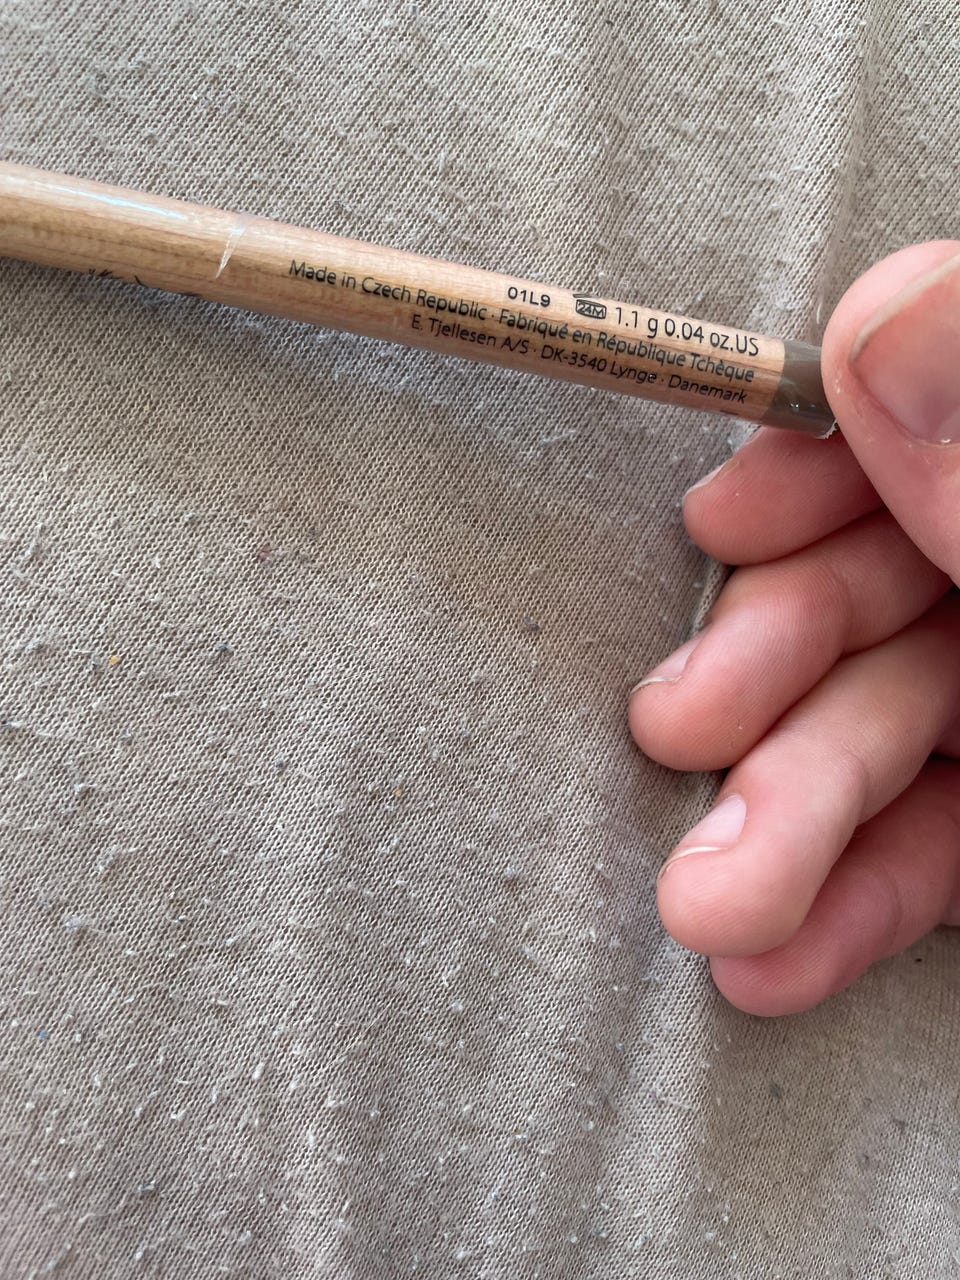 01L9 24M 1.1 g 0.04 oz.US
Made in Czech Republic · Fabriqué en République Tchèque
E. Tjellesen A/S · DK-3540 Lynge · Danemark